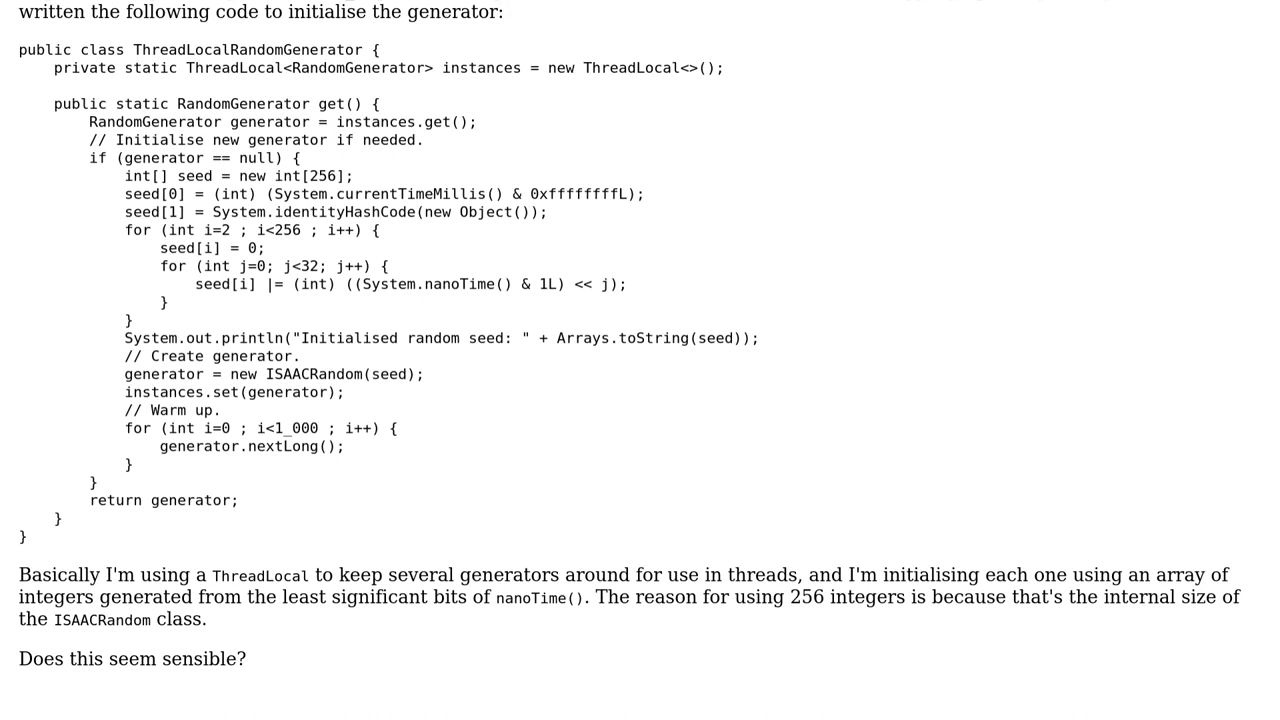 written the following code to initialise the generator:
public class ThreadLocalRandomGenerator {
    private static ThreadLocal<RandomGenerator> instances = new ThreadLocal<>();
    public static RandomGenerator get() {
        RandomGenerator generator = instances.get();
        // Initialise new generator if needed.
        if (generator == null) {
            int[] seed = new int[256];
            seed[0] = (int) (System.currentTimeMillis() & 0xffffffffL);
            seed[1] = System.identityHashCode(new Object());
            for (int i=2 ; i<256 ; i++) {
                seed[i] = 0;
                for (int j=0; j<32; j++) {
                    seed[i] |= (int) ((System.nanoTime() & 1L) << j);
                }
            }
            System.out.println("Initialised random seed: " + Arrays.toString(seed));
            // Create generator.
            generator = new ISAACRandom(seed);
            instances.set(generator);
            // Warm up.
            for (int i=0 ; i<1_000 ; i++) {
                generator.nextLong();
            }
        }
        return generator;
    }
}
Basically I'm using a ThreadLocal to keep several generators around for use in threads, and I'm initialising each one using an array of
integers generated from the least significant bits of nanoTime(). The reason for using 256 integers is because that's the internal size of
the ISAACRandom class.
Does this seem sensible?